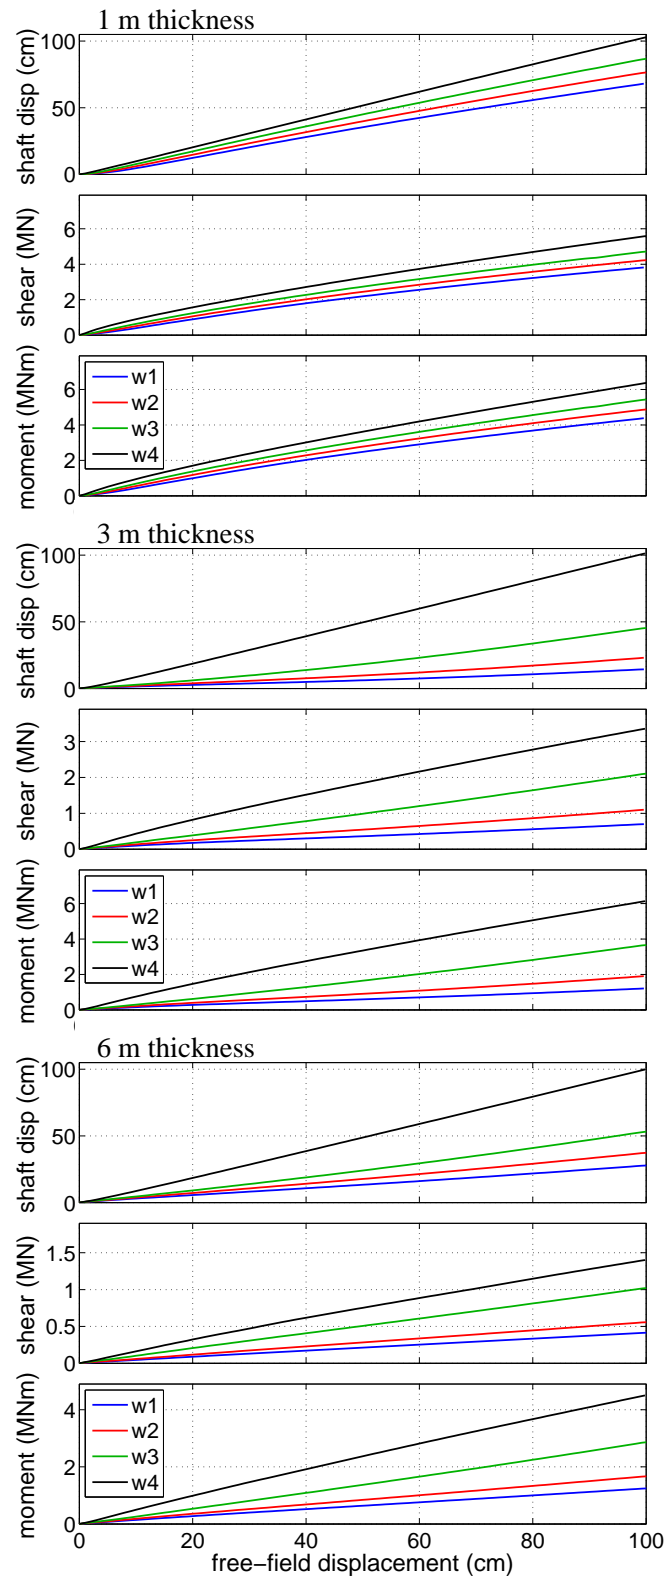 1 m thickness
shaft disp (cm)
100
50
0
shear (MN)
6
4
2
0
moment (MNm)
6
4
2
0
w1
w2
w3
w4
3 m thickness
shaft disp (cm)
100
50
0
shear (MN)
3
2
1
0
moment (MNm)
6
4
2
0
w1
w2
w3
w4
6 m thickness
shaft disp (cm)
100
50
0
shear (MN)
1.5
1
0.5
0
moment (MNm)
4
2
0
w1
w2
w3
w4
0 20 40 60 80 100
free-field displacement (cm)